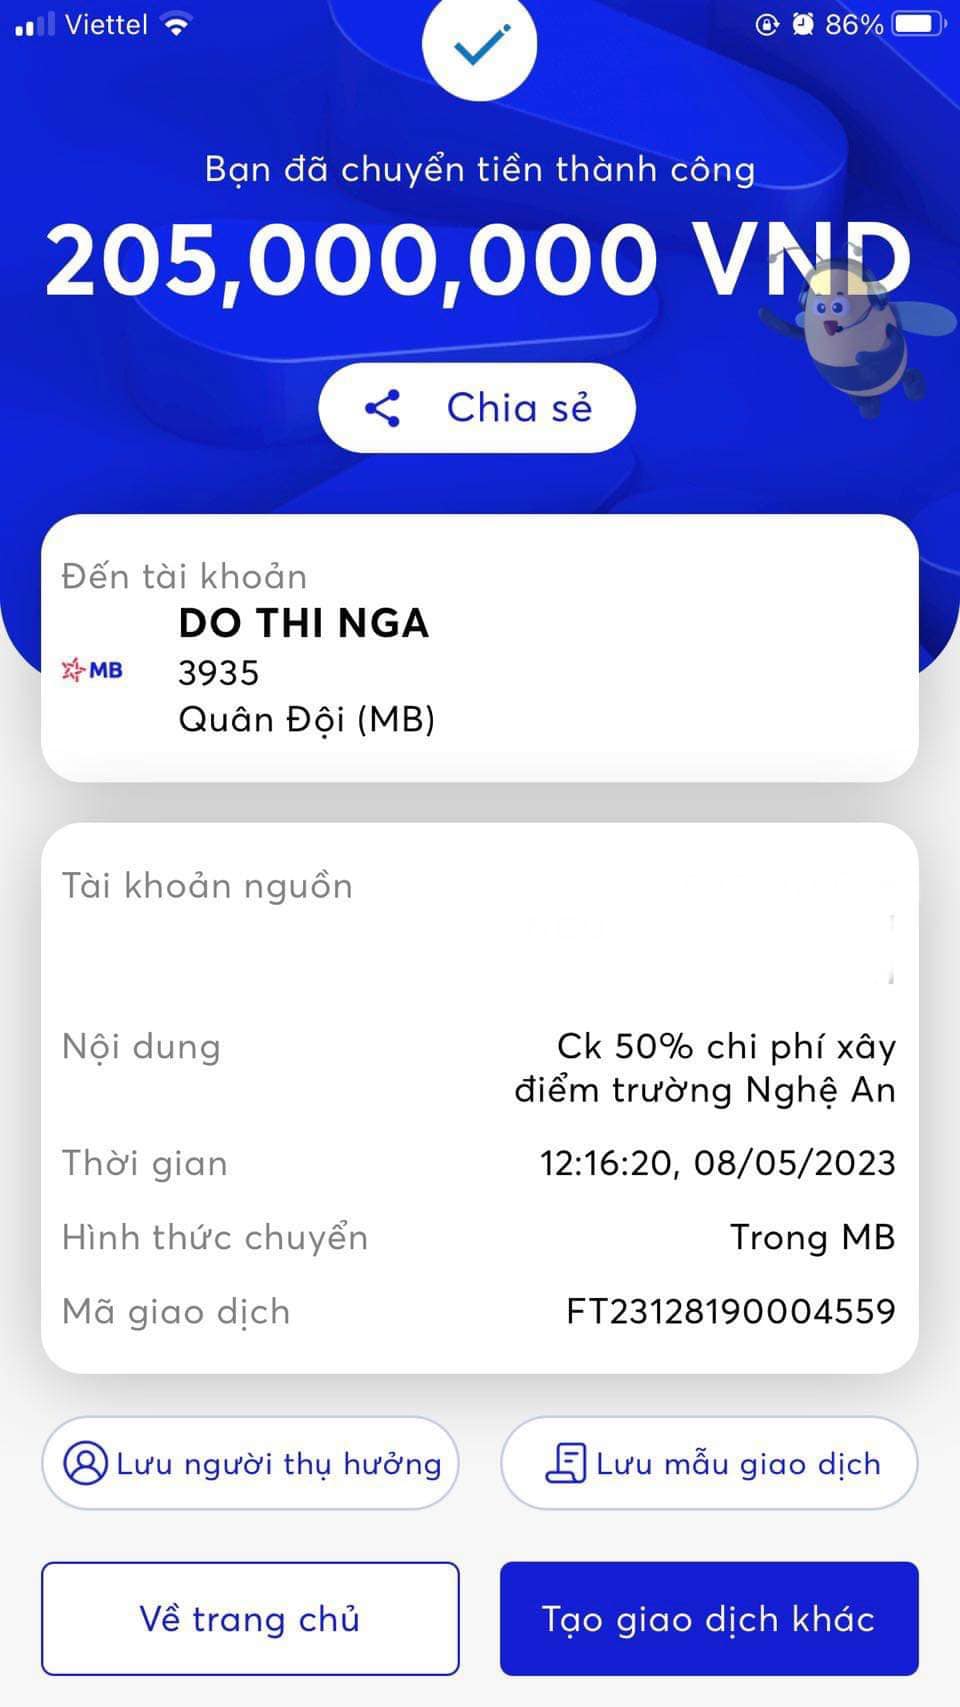 Viettel 86%
Bạn đã chuyển tiền thành công
205,000,000 VND
Chia sẻ
Đến tài khoản
DO THI NGA
MB 3935
Quân Đội (MB)
Tài khoản nguồn
Nội dung Ck 50% chi phí xây
điểm trường Nghệ An
Thời gian 12:16:20, 08/05/2023
Hình thức chuyển Trong MB
Mã giao dịch FT23128190004559
Lưu người thụ hưởng Lưu mẫu giao dịch
Về trang chủ Tạo giao dịch khác